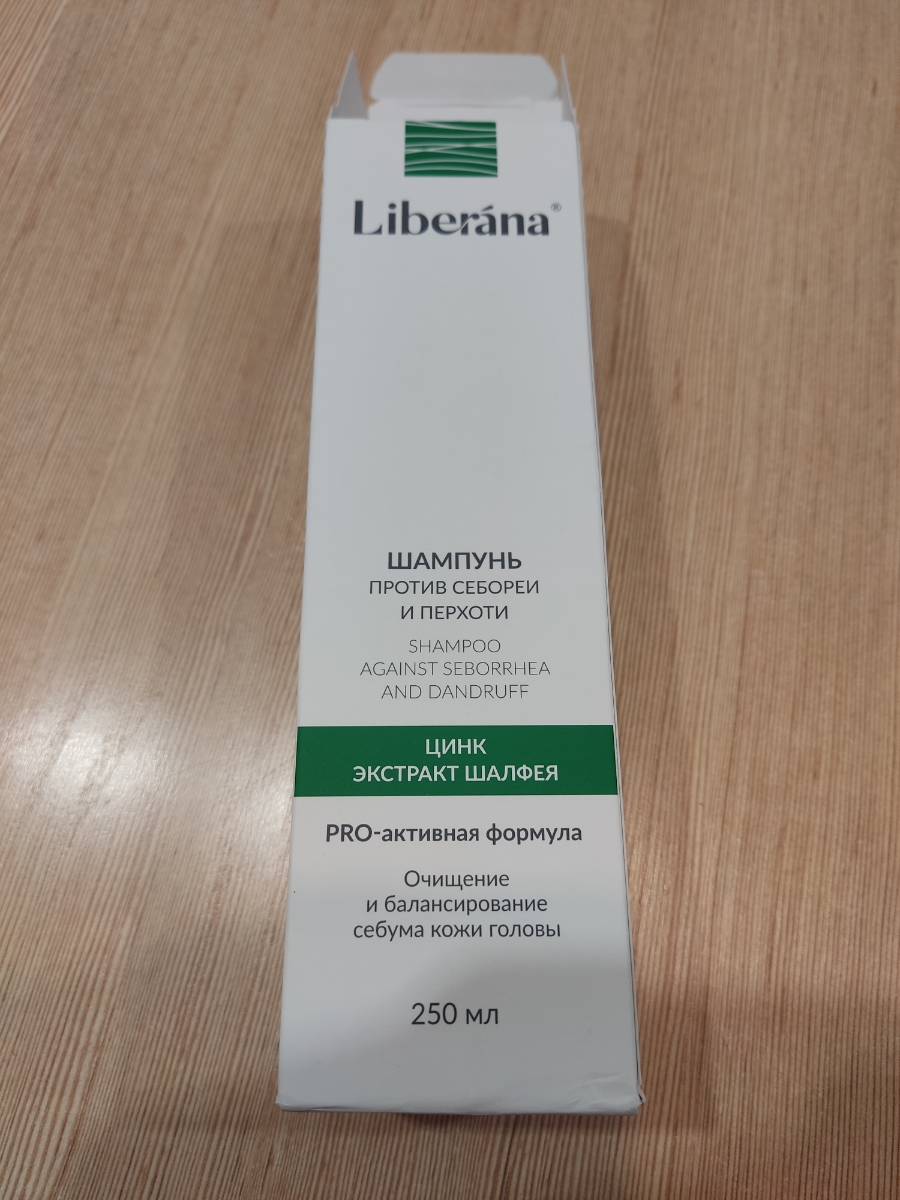 Liberána®
ШАМПУНЬ
ПРОТИВ СЕБОРЕИ
И ПЕРХОТИ
SHAMPOO
AGAINST SEBORRHEA
AND DANDRUFF
ЦИНК
ЭКСТРАКТ ШАЛФЕЯ
PRO-активная формула
Очищение
и балансирование
себума кожи головы
250 мл